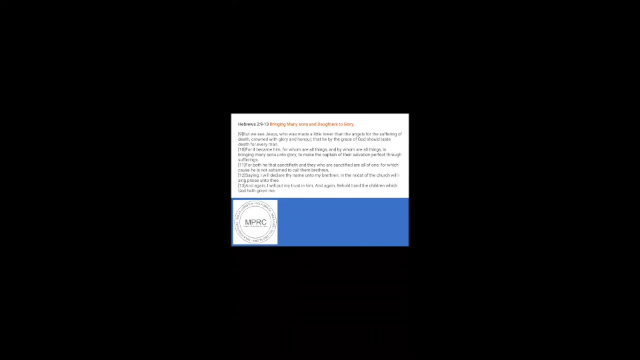 Hebrews 2:9-13 Bringing Many sons and Daughters to Glory.
[9]But we see Jesus, who was made a little lower than the angels for the suffering of
death, crowned with glory and honour; that he by the grace of God should taste
death for every man.
[10]For it became him, for whom are all things, and by whom are all things, in
bringing many sons unto glory, to make the captain of their salvation perfect through
sufferings.
[11]For both he that sanctifieth and they who are sanctified are all of one: for which
cause he is not ashamed to call them brethren,
[12]Saying, I will declare thy name unto my brethren, in the midst of the church will I
sing praise unto thee.
[13]And again, I will put my trust in him. And again, Behold I and the children which
God hath given me.
MPRC